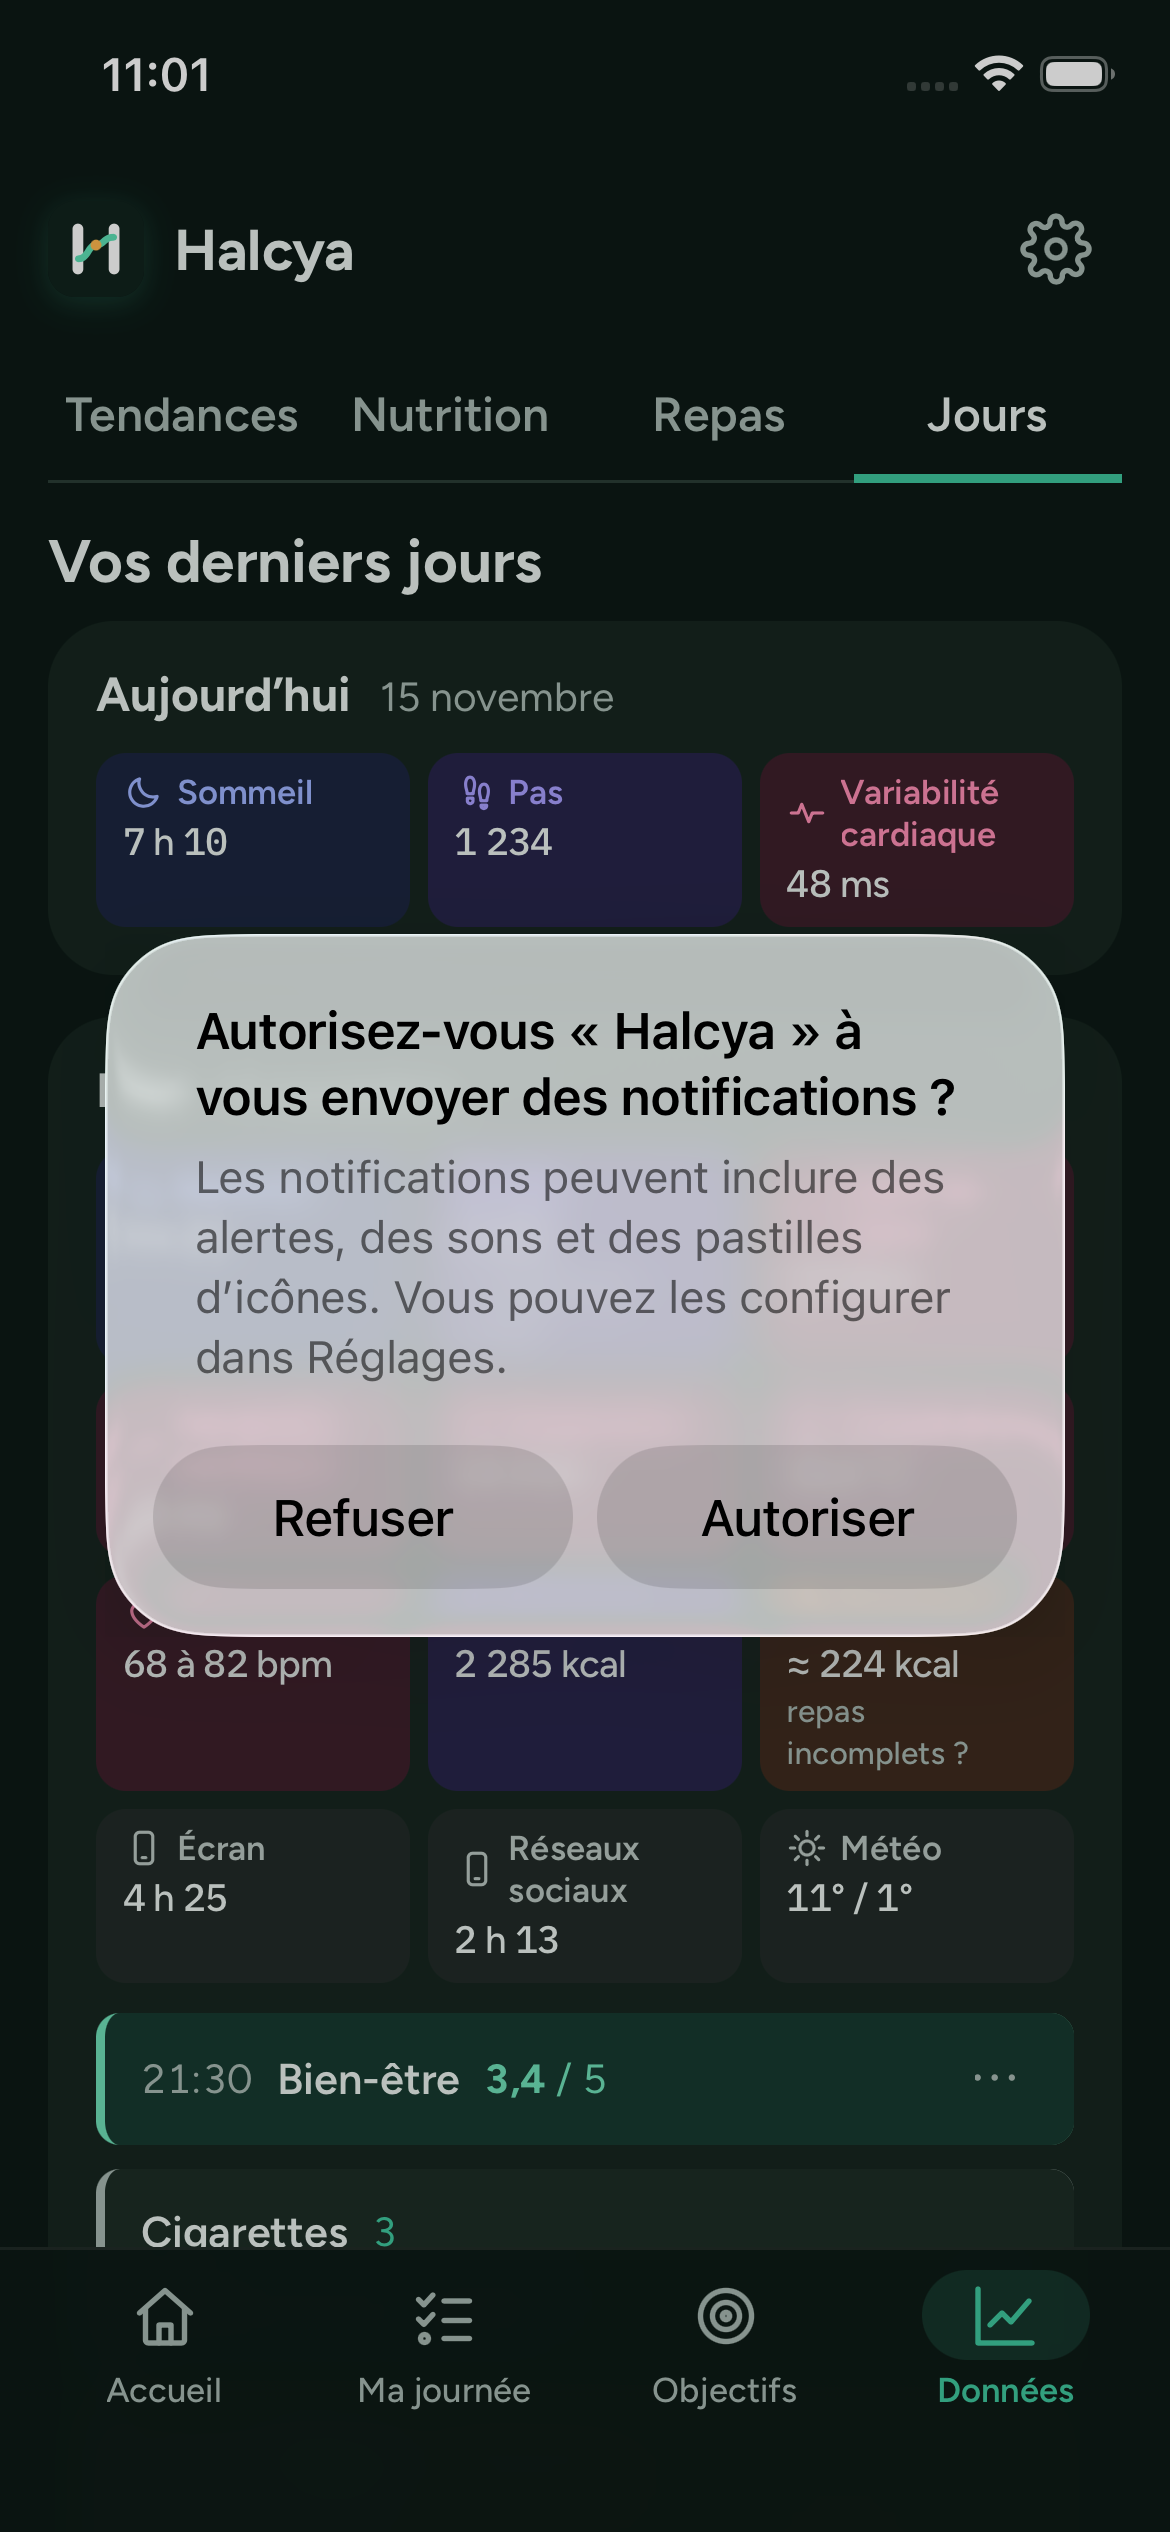 11:01
Halcya
Tendances Nutrition Repas Jours
Vos derniers jours
Aujourd’hui 15 novembre
Sommeil
7 h 10
Pas
1 234
Variabilité
cardiaque
48 ms
Autorisez-vous « Halcya » à
vous envoyer des notifications ?
Les notifications peuvent inclure des
alertes, des sons et des pastilles
d’icônes. Vous pouvez les configurer
dans Réglages.
Refuser Autoriser
68 à 82 bpm
2 285 kcal
≈ 224 kcal
repas
incomplets ?
Écran
4 h 25
Réseaux
sociaux
2 h 13
Météo
11° / 1°
21:30 Bien-être 3,4 / 5
Cigarettes 3
Accueil Ma journée Objectifs Données